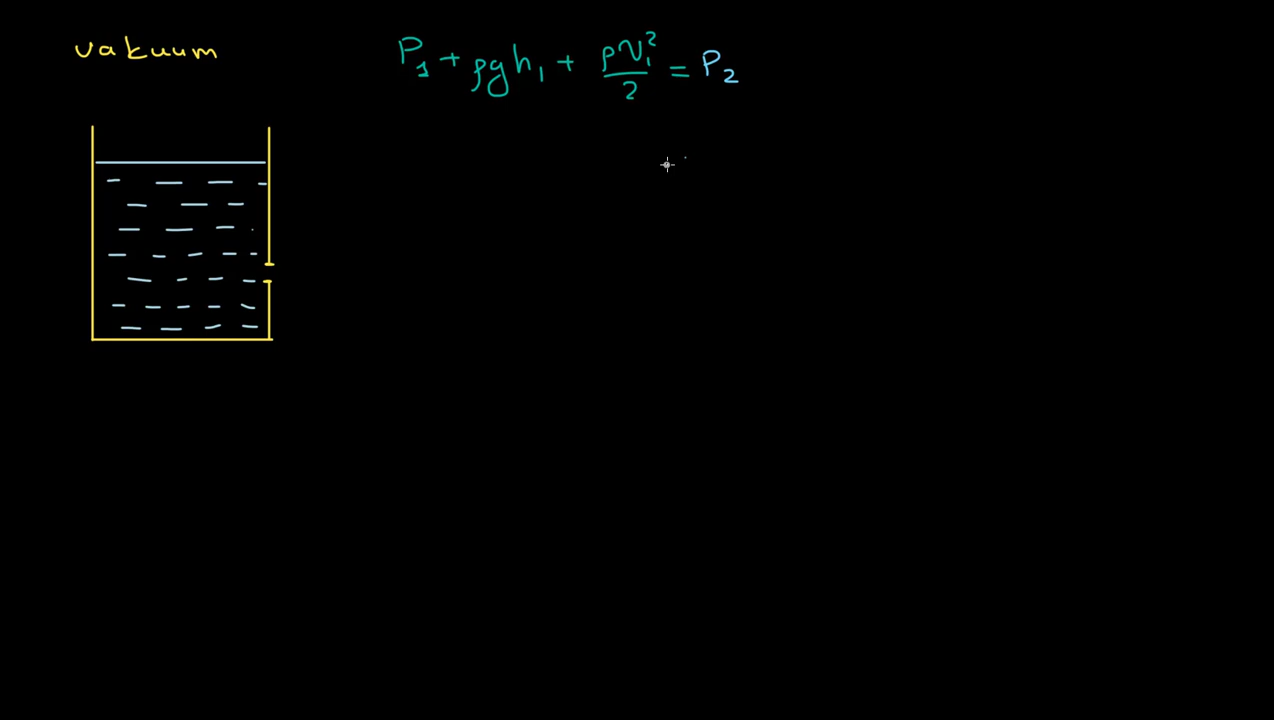 vakuum
P₁ + ρgh₁ + ρv₁²/2 = P₂